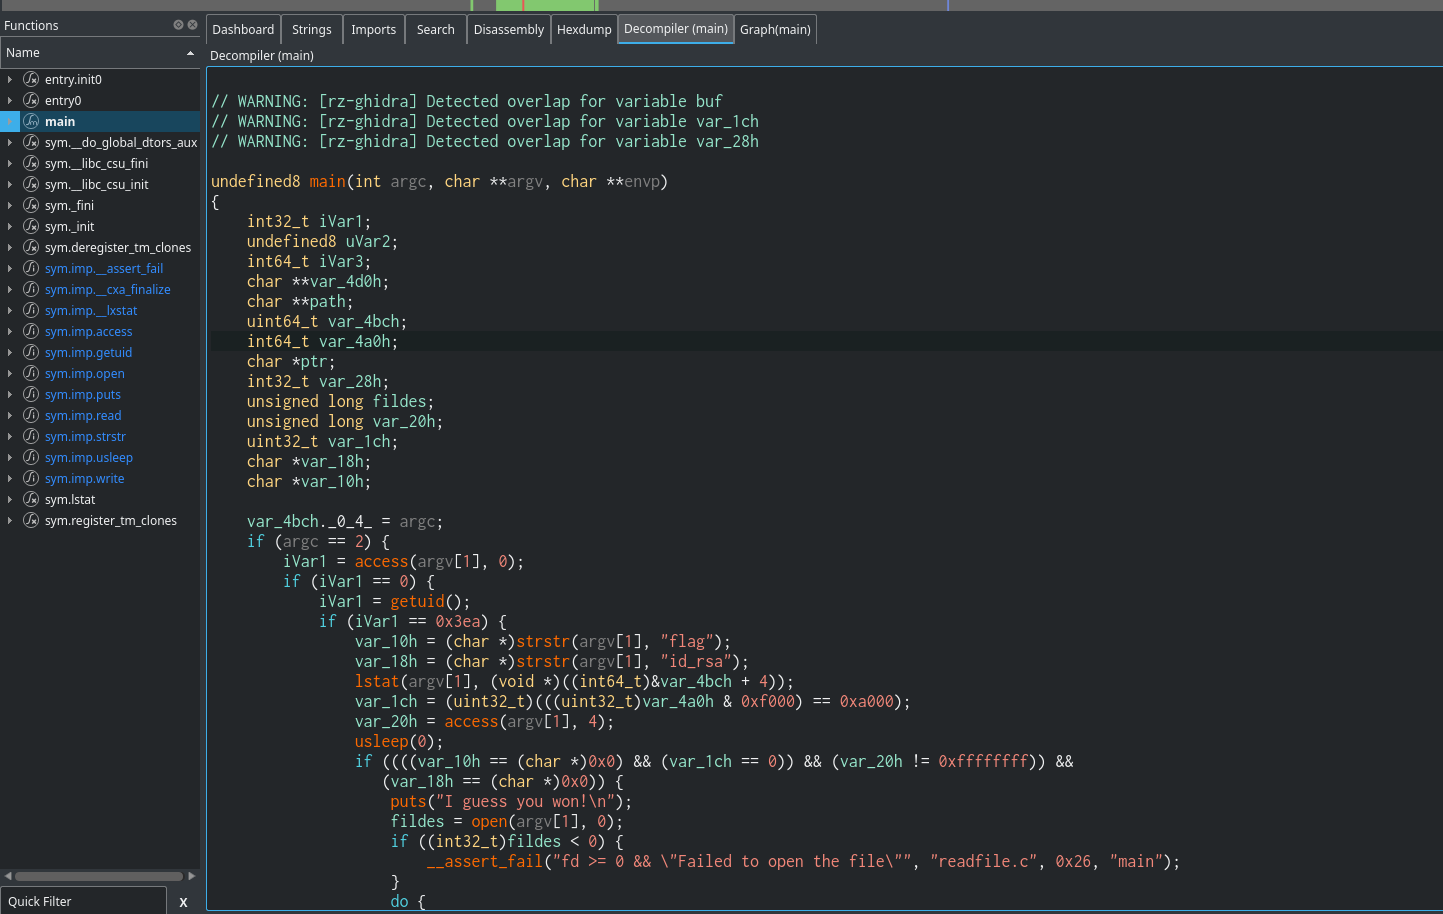 Functions
Name
entry.init0
entry0
main
sym.__do_global_dtors_aux
sym.__libc_csu_fini
sym.__libc_csu_init
sym._fini
sym._init
sym.deregister_tm_clones
sym.imp.__assert_fail
sym.imp.__cxa_finalize
sym.imp.__lxstat
sym.imp.access
sym.imp.getuid
sym.imp.open
sym.imp.puts
sym.imp.read
sym.imp.strstr
sym.imp.usleep
sym.imp.write
sym.lstat
sym.register_tm_clones
Quick Filter X
Dashboard Strings Imports Search Disassembly Hexdump Decompiler (main) Graph(main)
Decompiler (main)
// WARNING: [rz-ghidra] Detected overlap for variable buf
// WARNING: [rz-ghidra] Detected overlap for variable var_1ch
// WARNING: [rz-ghidra] Detected overlap for variable var_28h
undefined8 main(int argc, char **argv, char **envp)
{
int32_t iVar1;
undefined8 uVar2;
int64_t iVar3;
char **var_4d0h;
char **path;
uint64_t var_4bch;
int64_t var_4a0h;
char *ptr;
int32_t var_28h;
unsigned long fildes;
unsigned long var_20h;
uint32_t var_1ch;
char *var_18h;
char *var_10h;
var_4bch._0_4_ = argc;
if (argc == 2) {
iVar1 = access(argv[1], 0);
if (iVar1 == 0) {
iVar1 = getuid();
if (iVar1 == 0x3ea) {
var_10h = (char *)strstr(argv[1], "flag");
var_18h = (char *)strstr(argv[1], "id_rsa");
lstat(argv[1], (void *)((int64_t)&var_4bch + 4));
var_1ch = (uint32_t)(((uint32_t)var_4a0h & 0xf000) == 0xa000);
var_20h = access(argv[1], 4);
usleep(0);
if ((((var_10h == (char *)0x0) && (var_1ch == 0)) && (var_20h != 0xffffffff)) &&
(var_18h == (char *)0x0)) {
puts("I guess you won!\n");
fildes = open(argv[1], 0);
if ((int32_t)fildes < 0) {
__assert_fail("fd >= 0 && \"Failed to open the file\"", "readfile.c", 0x26, "main");
}
do {